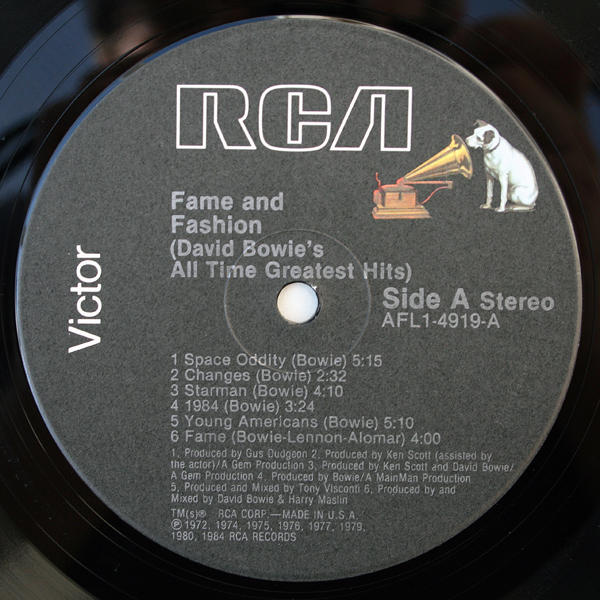 RCA
Victor
Fame and
Fashion
(David Bowie's
All Time Greatest Hits)
Side A Stereo
AFL1-4919-A
1 Space Oddity (Bowie) 5:15
2 Changes (Bowie) 2:32
3 Starman (Bowie) 4:10
4 1984 (Bowie) 3:24
5 Young Americans (Bowie) 5:10
6 Fame (Bowie-Lennon-Alomar) 4:00
1, Produced by Gus Dudgeon 2, Produced by Ken Scott (assisted by
the actor)/A Gem Production 3, Produced by Ken Scott and David Bowie/
A Gem Production 4, Produced by Bowie/A MainMan Production
5, Produced and Mixed by Tony Visconti 6, Produced by and
Mixed by David Bowie & Harry Maslin
TM(s)® RCA CORP.—MADE IN U.S.A.
℗1972, 1974, 1975, 1976, 1977, 1979,
1980, 1984 RCA RECORDS